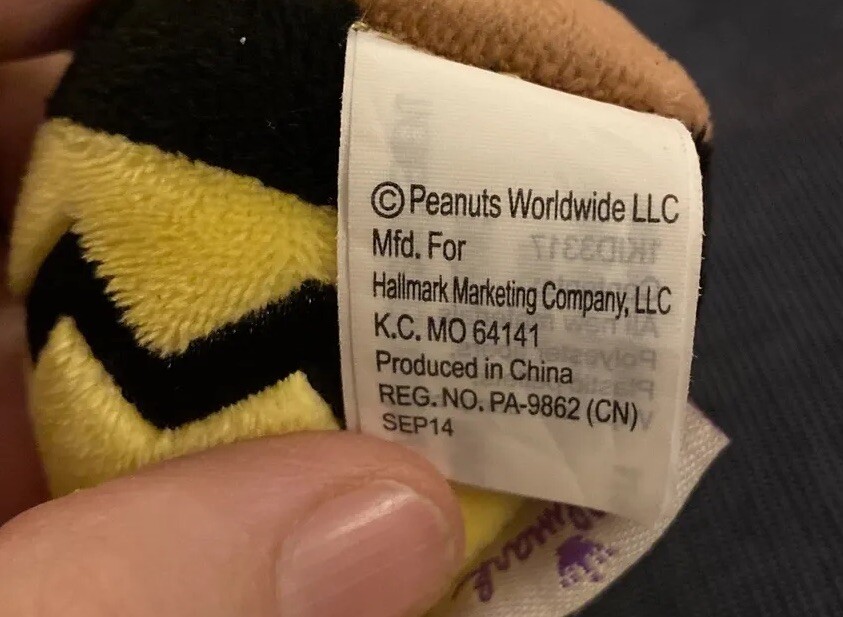 ©Peanuts Worldwide LLC
Mfd. For
Hallmark Marketing Company, LLC
K.C. MO 64141
Produced in China
REG. NO. PA-9862 (CN)
SEP14
1KID3317